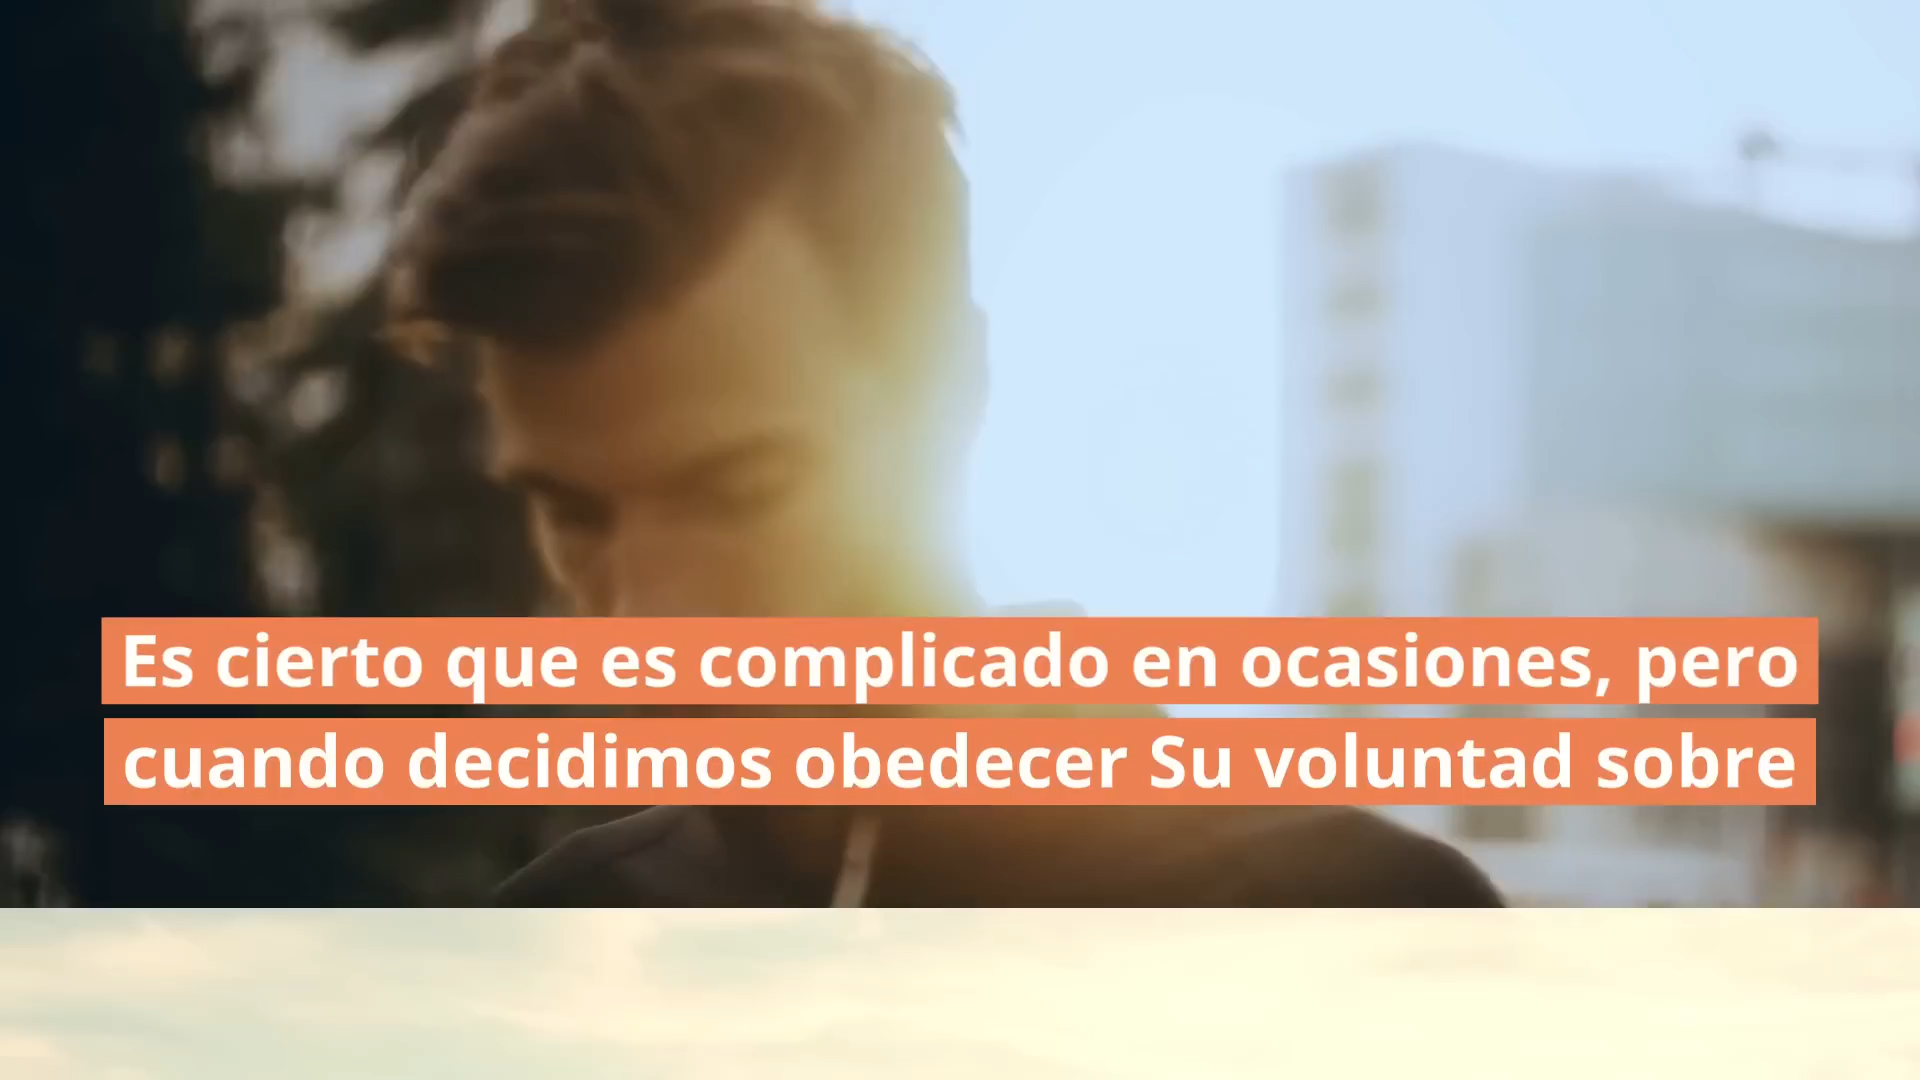 Es cierto que es complicado en ocasiones, pero
cuando decidimos obedecer Su voluntad sobre